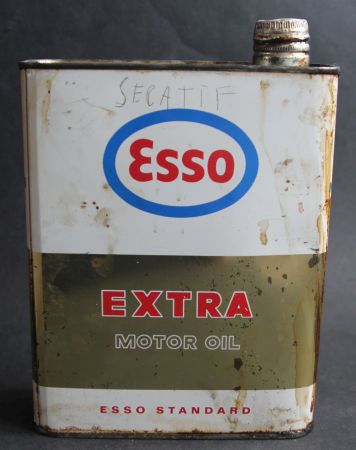 SECATIF
Esso
EXTRA
MOTOR OIL
ESSO STANDARD